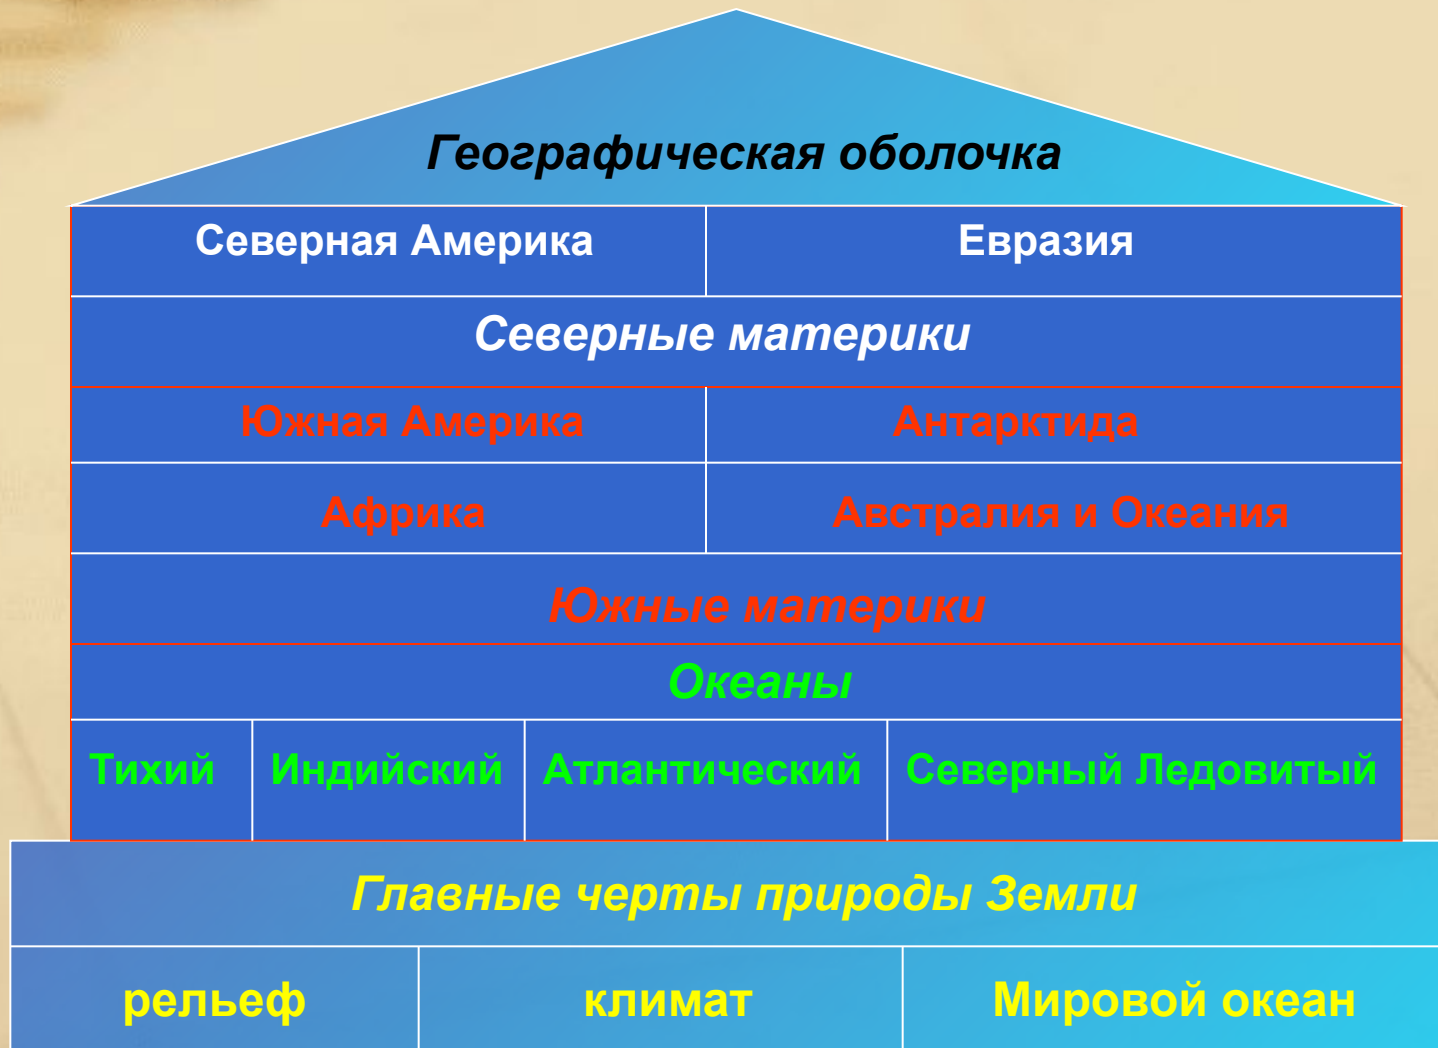 Географическая оболочка
Северная Америка Евразия
Северные материки
Южная Америка Антарктида
Африка Австралия и Океания
Южные материки
Океаны
Тихий Индийский Атлантический Северный Ледовитый
Главные черты природы Земли
рельеф климат Мировой океан